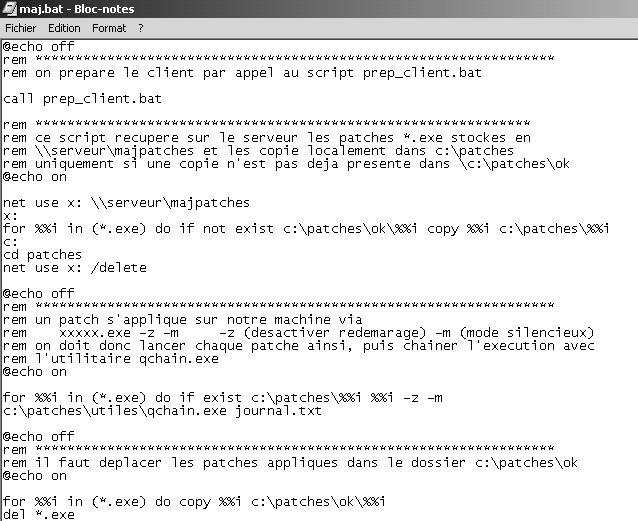 maj.bat - Bloc-notes
Fichier Edition Format ?
@echo off
rem *****************************************************************
rem on prepare le client par appel au script prep_client.bat
call prep_client.bat
rem **************************************************************
rem ce script recupere sur le serveur les patches *.exe stockes en
rem \\serveur\majpatches et les copie localement dans c:\patches
rem uniquement si une copie n'est pas deja presente dans \c:\patches\ok
@echo on
net use x: \\serveur\majpatches
x:
for %%i in (*.exe) do if not exist c:\patches\ok\%%i copy %%i c:\patches\%%i
c:
cd patches
net use x: /delete
@echo off
rem *****************************************************************
rem un patch s'applique sur notre machine via
rem    xxxxx.exe -z -m     -z (desactiver redemarage) -m (mode silencieux)
rem on doit donc lancer chaque patche ainsi, puis chainer l'execution avec
rem l'utilitaire qchain.exe
@echo on
for %%i in (*.exe) do if exist c:\patches\%%i %%i -z -m
c:\patches\utiles\qchain.exe journal.txt
@echo off
rem *****************************************************************
rem il faut deplacer les patches appliques dans le dossier c:\patches\ok
@echo on
for %%i in (*.exe) do copy %%i c:\patches\ok\%%i
del *.exe